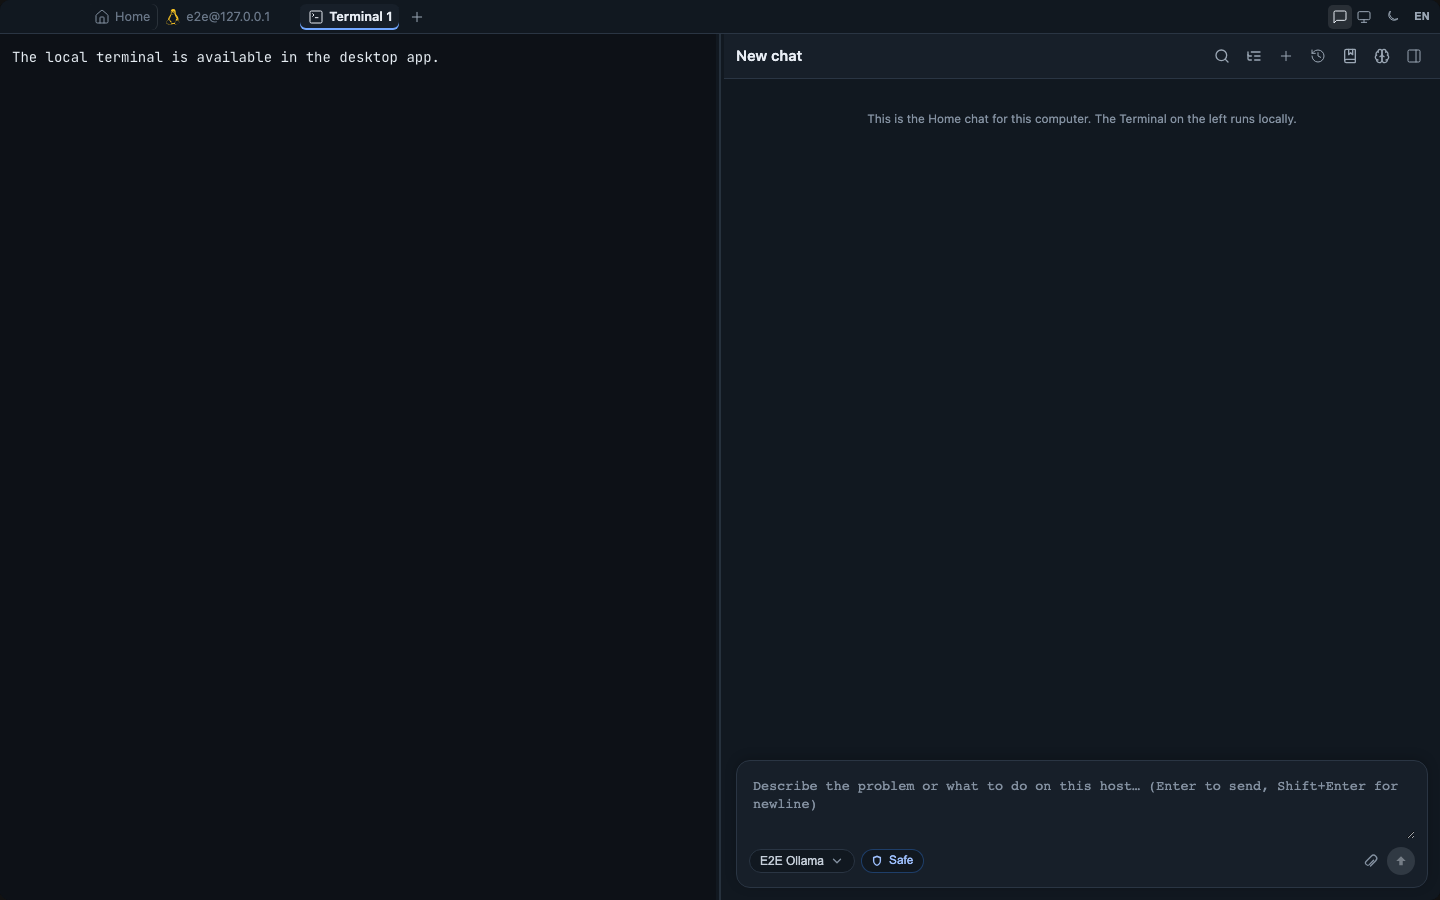 Home
e2e@127.0.0.1
Terminal 1
EN
The local terminal is available in the desktop app.
New chat
This is the Home chat for this computer. The Terminal on the left runs locally.
Describe the problem or what to do on this host… (Enter to send, Shift+Enter for
newline)
E2E Ollama
Safe